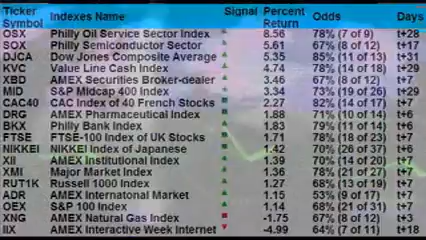 Ticker Symbol Indexes Name Signal Percent Return Odds Days
OSX Philly Oil Service Sector Index 8.56 78% (7 of 9) t+28
SOX Philly Semiconductor Sector 5.61 67% (8 of 12) t+17
DJCA Dow Jones Composite Average 5.35 85% (11 of 13) t+31
KVC Value Line Cash Index 4.74 78% (14 of 18) t+29
XBD AMEX Securities Broker-dealer 3.46 67% (8 of 12) t+7
MID S&P Midcap 400 Index 3.34 73% (19 of 26) t+29
CAC40 CAC Index of 40 French Stocks 2.27 82% (14 of 17) t+7
DRG AMEX Pharmaceutical Index 1.88 71% (10 of 14) t+6
BKX Philly Bank Index 1.83 79% (11 of 14) t+6
FTSE FTSE-100 Index of UK Stocks 1.71 78% (18 of 23) t+7
NIKKEI NIKKEI Index of Japanese 1.42 70% (26 of 37) t+6
XII AMEX Institutional Index 1.39 70% (14 of 20) t+7
XMI Major Market Index 1.36 78% (21 of 27) t+7
RUT1K Russell 1000 Index 1.27 68% (13 of 19) t+7
ADR AMEX Internatonal Market 1.15 53% (9 of 17) t+7
OEX S&P 100 Index 1.14 68% (21 of 31) t+7
XNG AMEX Natural Gas Index -1.75 67% (8 of 12) t+3
IIX AMEX Interactive Week Internet -4.99 64% (7 of 11) t+18